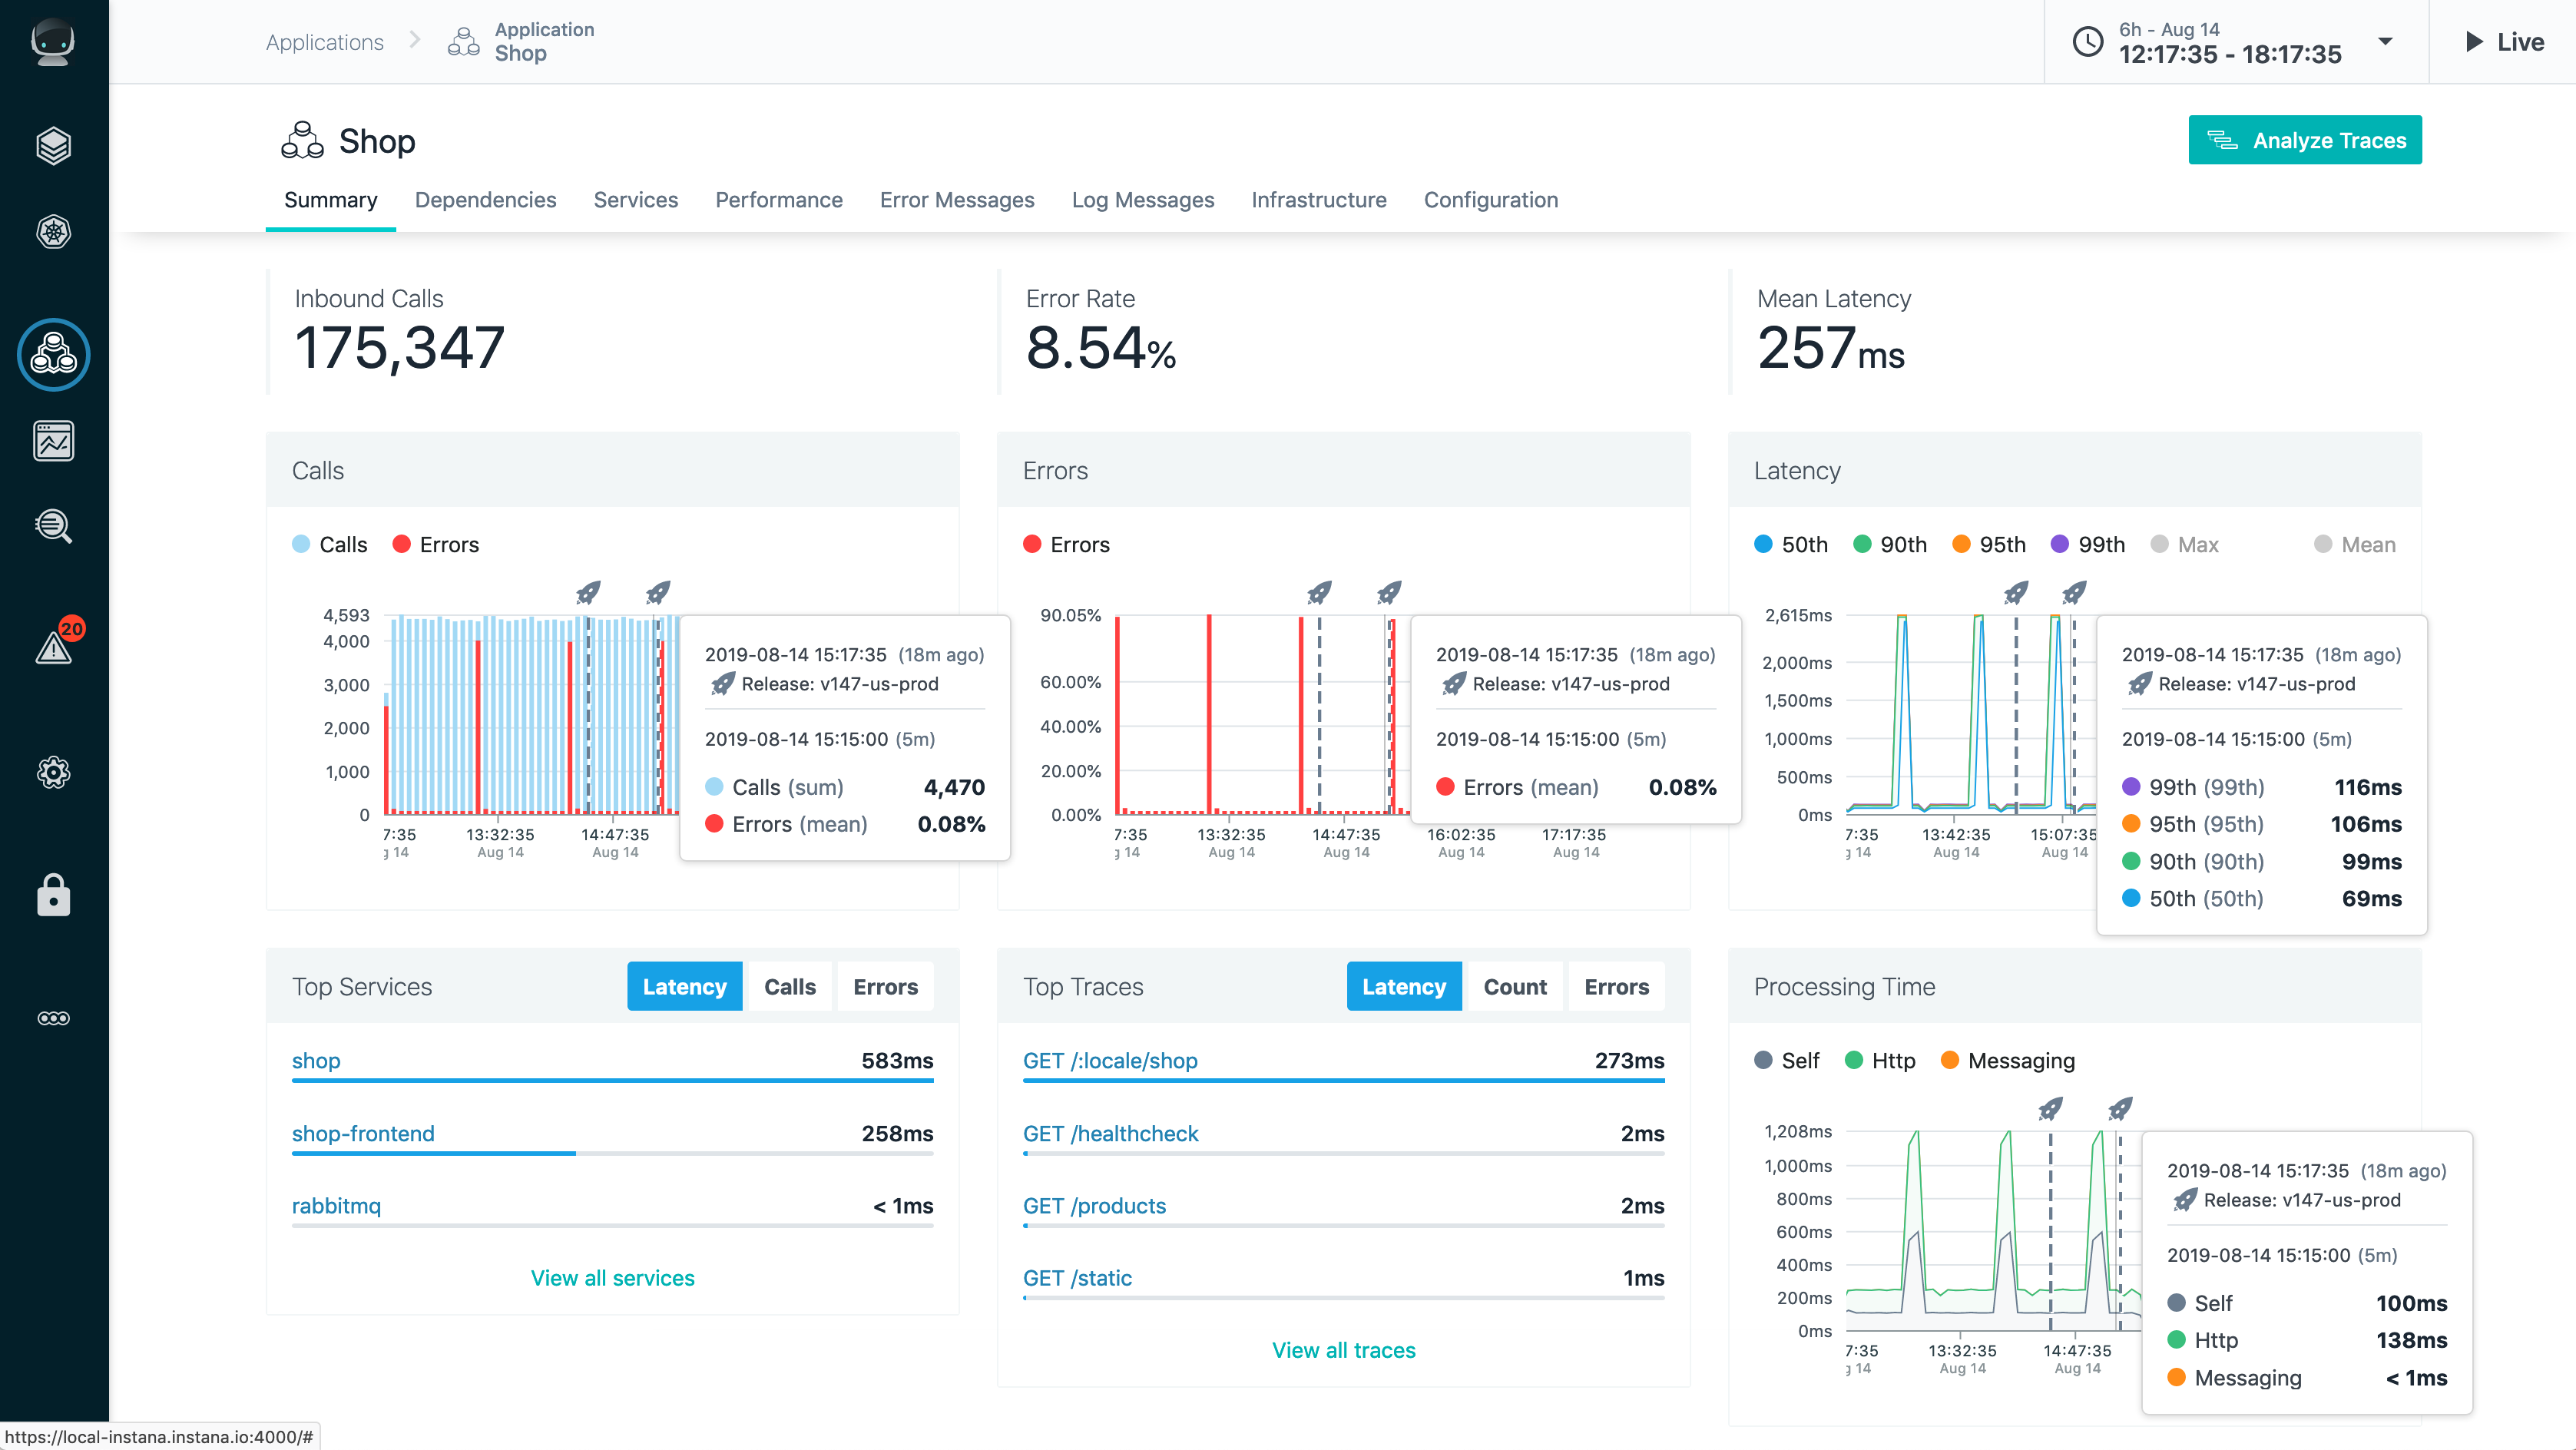 Applications
Application
Shop
6h - Aug 14
12:17:35 - 18:17:35
Live
Shop
Analyze Traces
Summary Dependencies Services Performance Error Messages Log Messages Infrastructure Configuration
Inbound Calls
175,347
Error Rate
8.54%
Mean Latency
257ms
20
Calls
Calls Errors
4,593
4,000
3,000
2,000
1,000
0
7:35 13:32:35 14:47:35
g 14 Aug 14 Aug 14
2019-08-14 15:17:35 (18m ago)
Release: v147-us-prod
2019-08-14 15:15:00 (5m)
Calls (sum) 4,470
Errors (mean) 0.08%
Errors
Errors
90.05%
60.00%
40.00%
20.00%
0.00%
7:35 13:32:35 14:47:35 16:02:35 17:17:35
g 14 Aug 14 Aug 14 Aug 14 Aug 14
2019-08-14 15:17:35 (18m ago)
Release: v147-us-prod
2019-08-14 15:15:00 (5m)
Errors (mean) 0.08%
Latency
50th 90th 95th 99th Max Mean
2,615ms
2,000ms
1,500ms
1,000ms
500ms
0ms
7:35 13:42:35 15:07:35
g 14 Aug 14 Aug 14
2019-08-14 15:17:35 (18m ago)
Release: v147-us-prod
2019-08-14 15:15:00 (5m)
99th (99th) 116ms
95th (95th) 106ms
90th (90th) 99ms
50th (50th) 69ms
Top Services Latency Calls Errors
shop 583ms
shop-frontend 258ms
rabbitmq < 1ms
View all services
Top Traces Latency Count Errors
GET /:locale/shop 273ms
GET /healthcheck 2ms
GET /products 2ms
GET /static 1ms
View all traces
Processing Time
Self Http Messaging
1,208ms
1,000ms
800ms
600ms
400ms
200ms
0ms
7:35 13:32:35 14:47:35
g 14 Aug 14 Aug 14
2019-08-14 15:17:35 (18m ago)
Release: v147-us-prod
2019-08-14 15:15:00 (5m)
Self 100ms
Http 138ms
Messaging < 1ms
https://local-instana.instana.io:4000/#